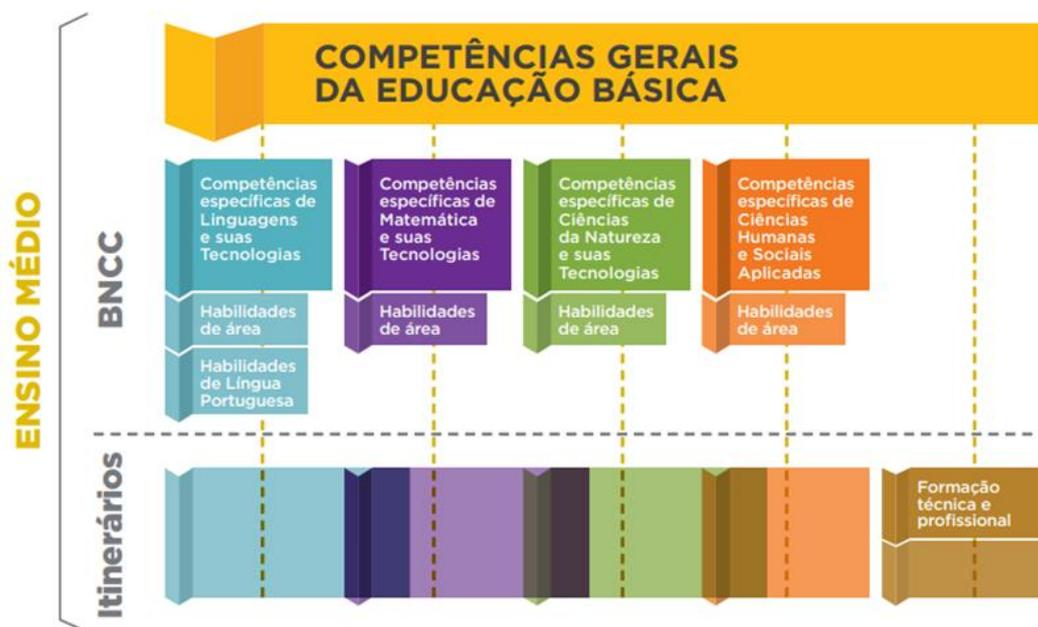 COMPETÊNCIAS GERAIS
DA EDUCAÇÃO BÁSICA
ENSINO MÉDIO
BNCC
Competências
específicas de
Linguagens
e suas
Tecnologias
Habilidades
de área
Habilidades
de Língua
Portuguesa
Competências
específicas de
Matemática
e suas
Tecnologias
Habilidades
de área
Competências
específicas de
Ciências
da Natureza
e suas
Tecnologias
Habilidades
de área
Competências
específicas de
Ciências
Humanas
e Sociais
Aplicadas
Habilidades
de área
Itinerários
Formação
técnica e
profissional